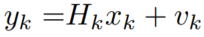 y_k = H_k x_k + v_k